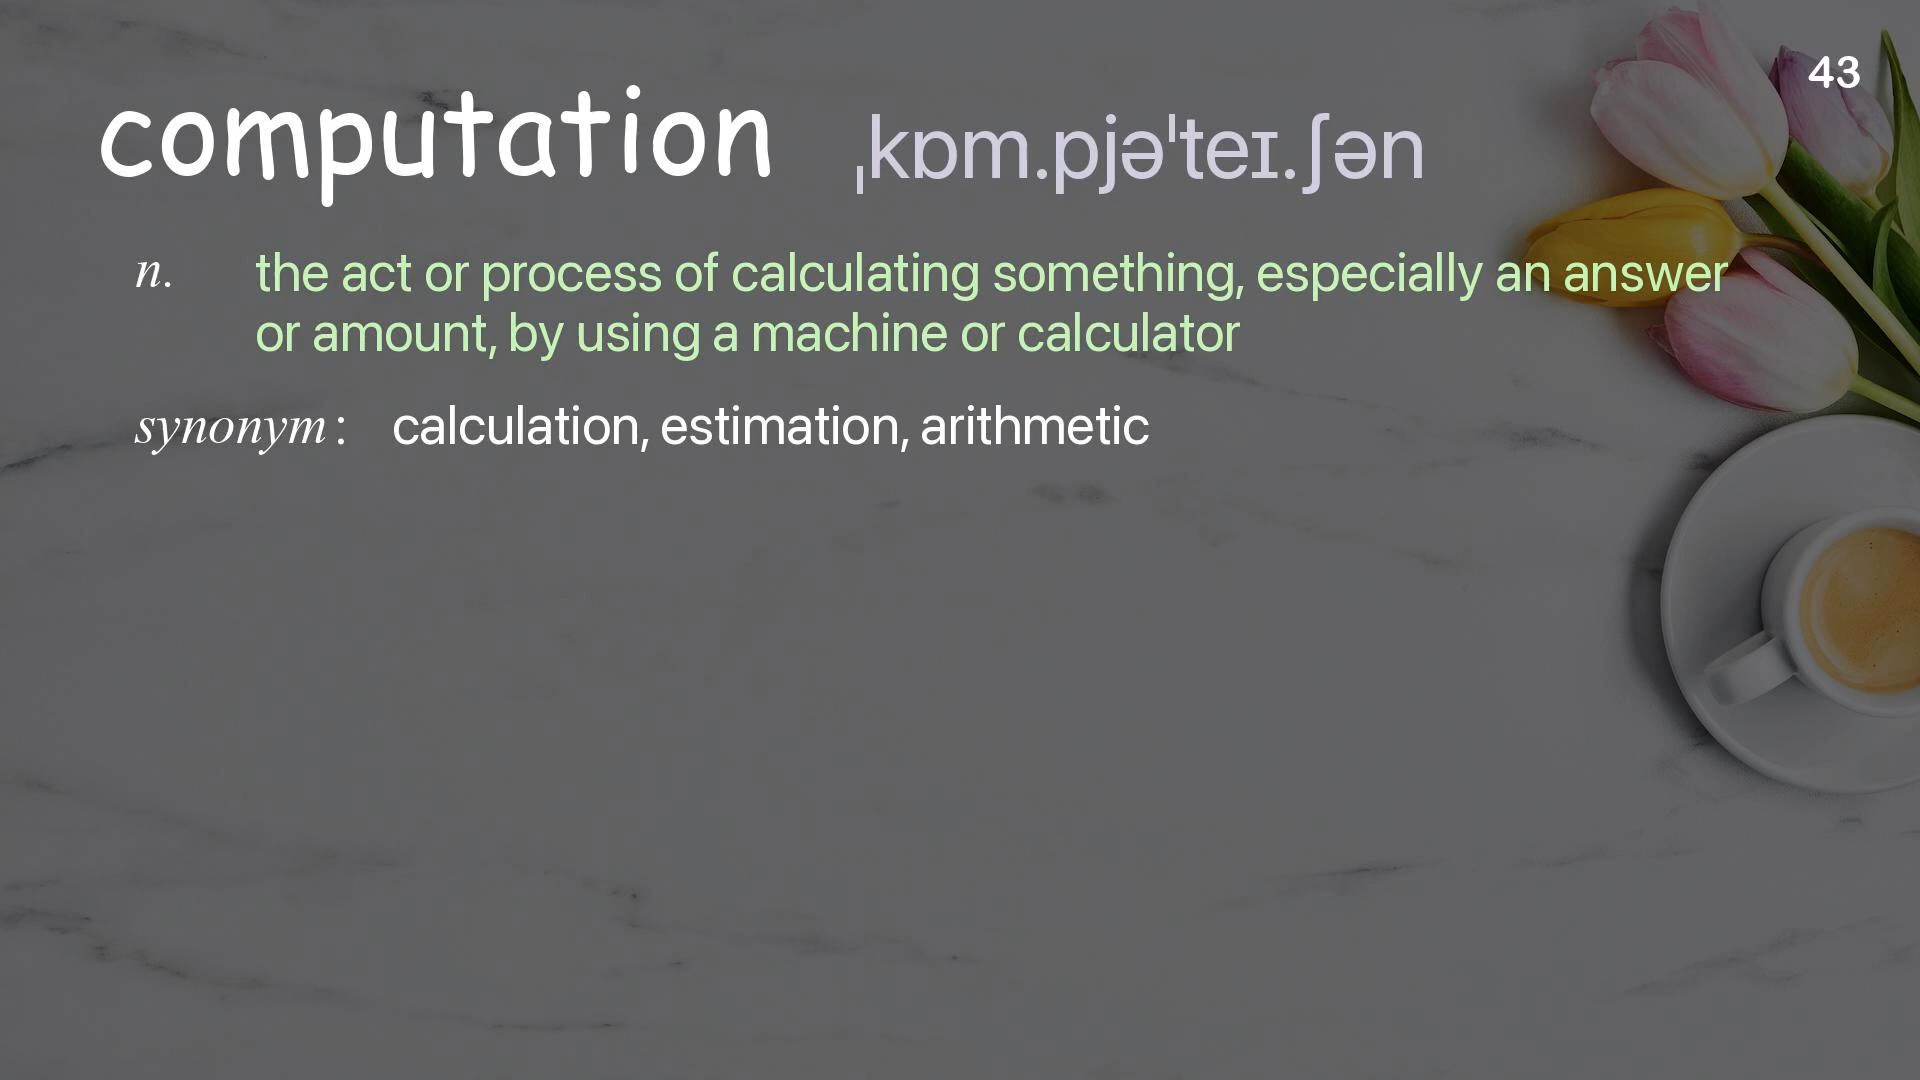 43
computation ˌkɒm.pjəˈteɪ.ʃən
n. the act or process of calculating something, especially an answer
or amount, by using a machine or calculator
synonym : calculation, estimation, arithmetic